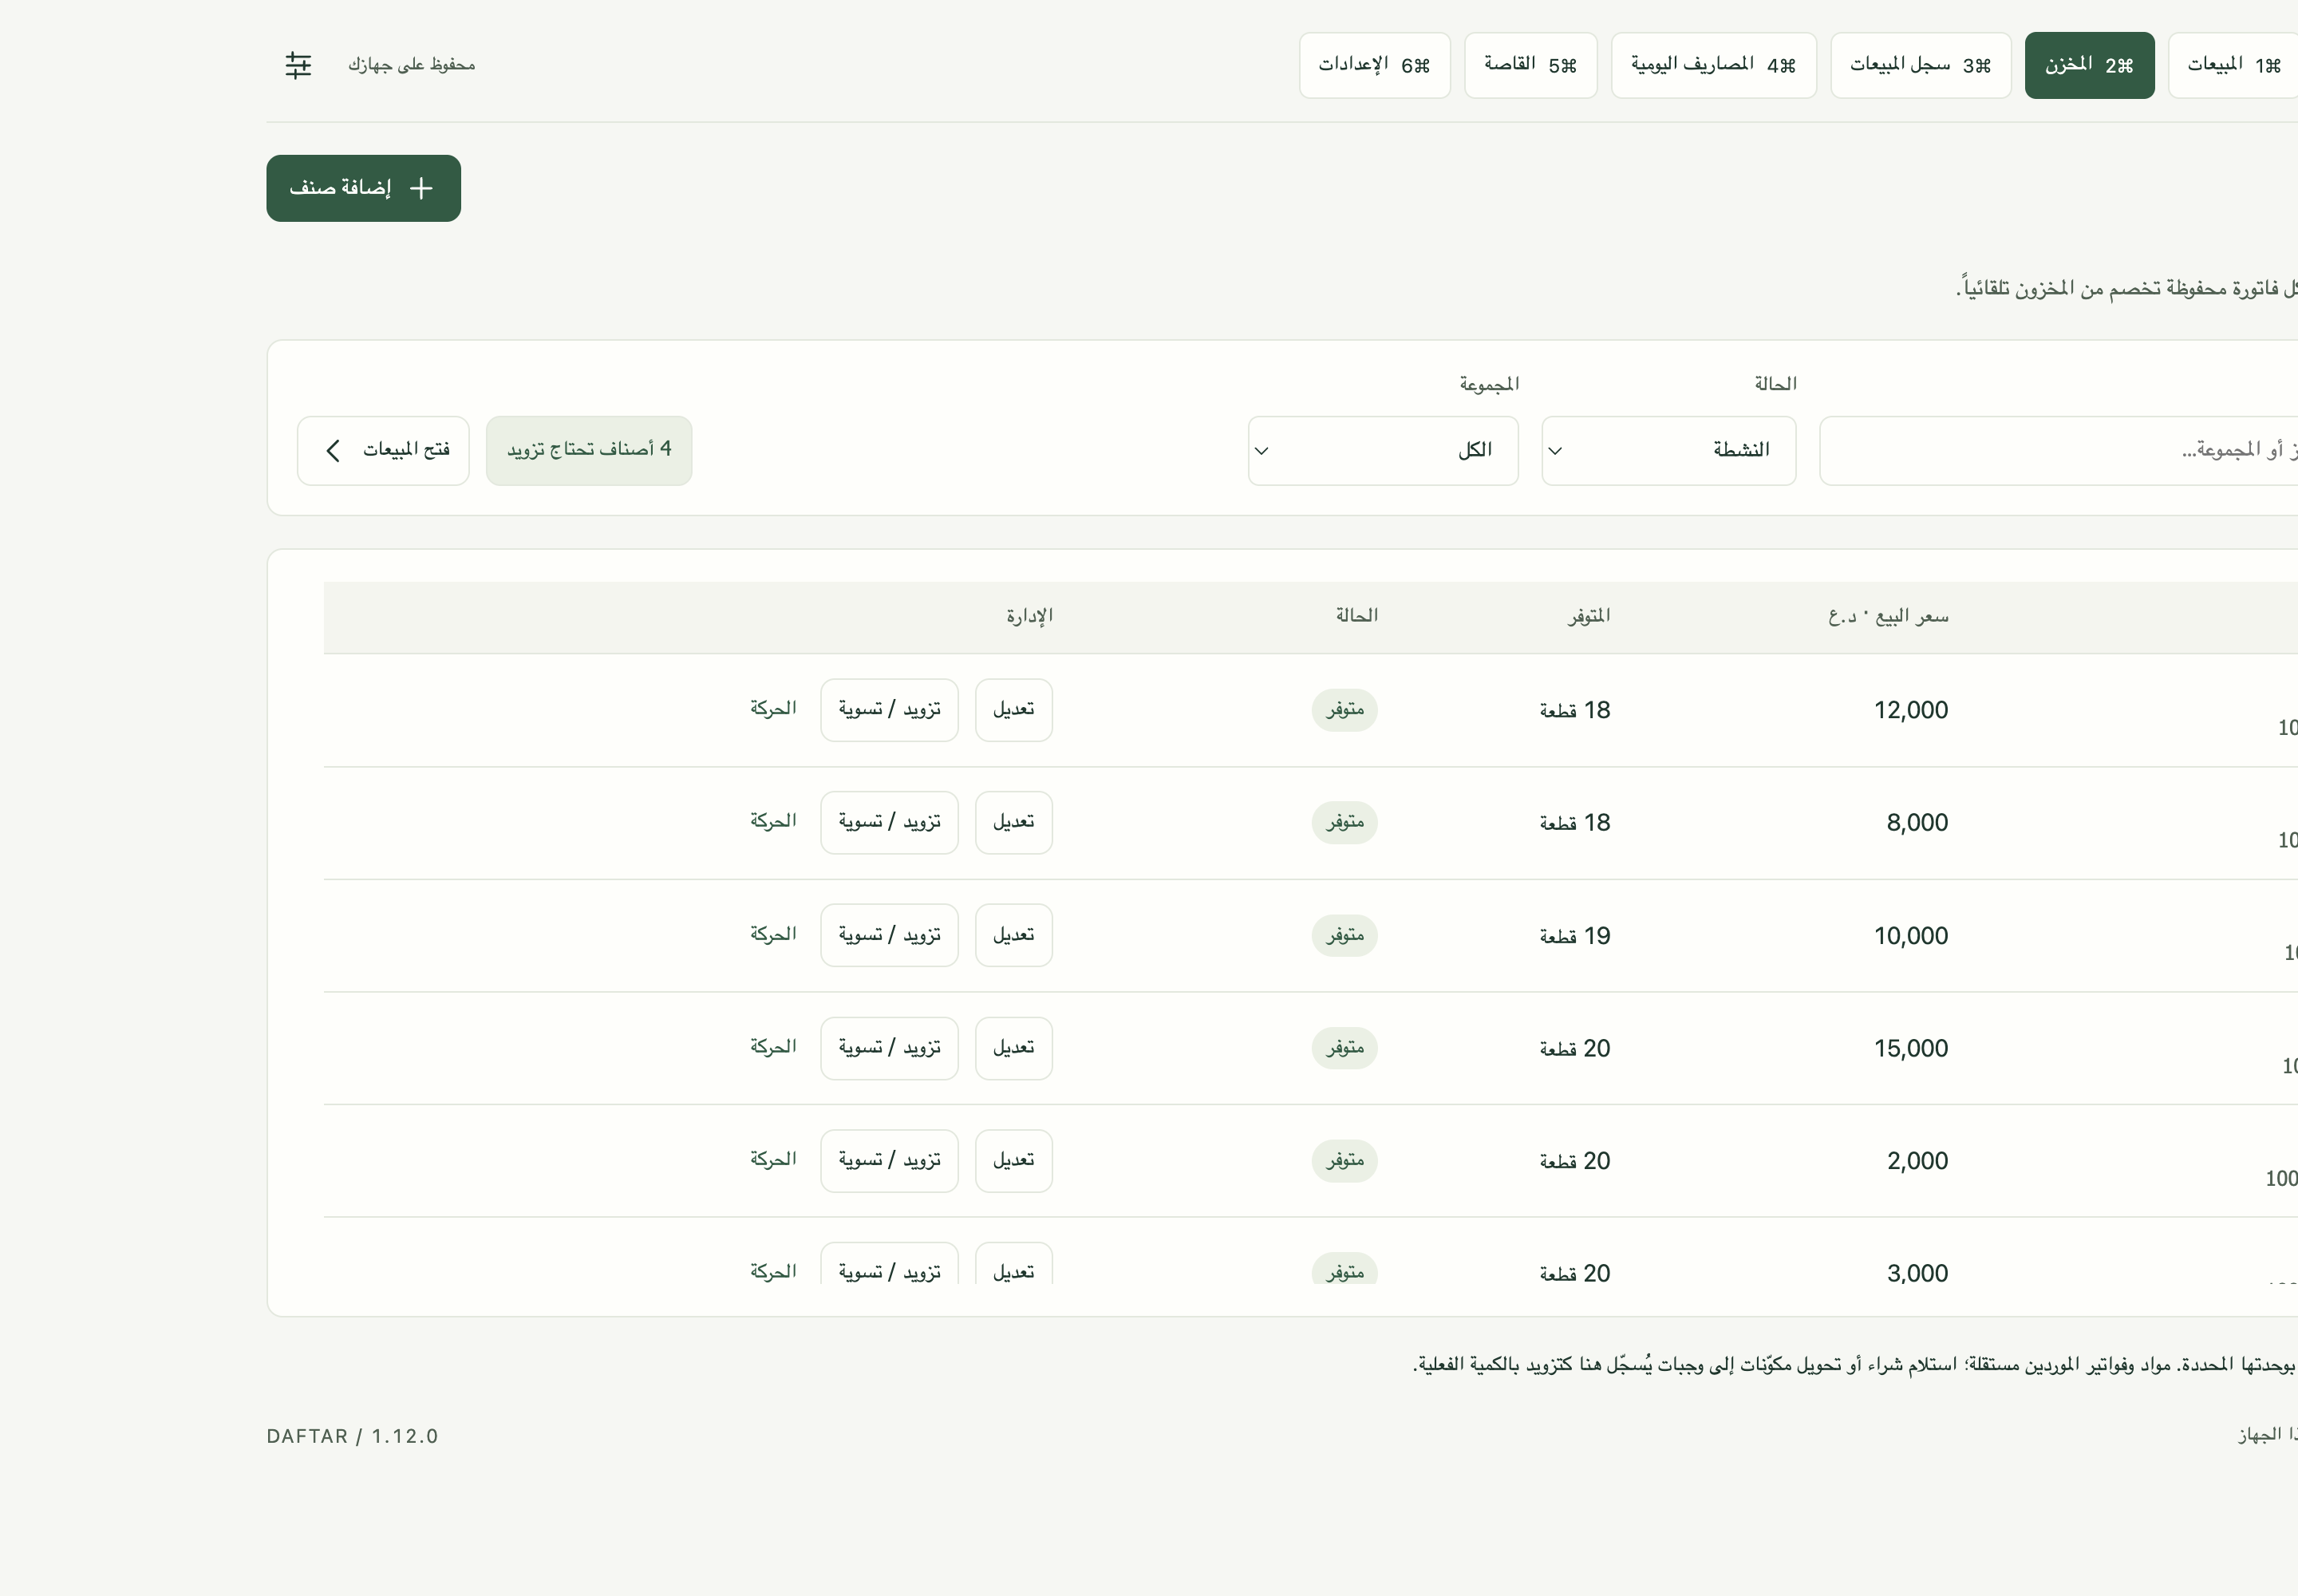 ⌘1 المبيعات ⌘2 المخزن ⌘3 سجل المبيعات ⌘4 المصاريف اليومية ⌘5 القاصة ⌘6 الإعدادات محفوظ على جهازك
إضافة صنف
فاتورة محفوظة تخصم من المخزون تلقائياً.
الحالة المجموعة
أو المجموعة... النشطة الكل 4 أصناف تحتاج تزويد فتح المبيعات
سعر البيع · د.ع المتوفر الحالة الإدارة
12,000 18 قطعة متوفر تعديل تزويد / تسوية الحركة
8,000 18 قطعة متوفر تعديل تزويد / تسوية الحركة
10,000 19 قطعة متوفر تعديل تزويد / تسوية الحركة
15,000 20 قطعة متوفر تعديل تزويد / تسوية الحركة
2,000 20 قطعة متوفر تعديل تزويد / تسوية الحركة
3,000 20 قطعة متوفر تعديل تزويد / تسوية الحركة
بوحدتها المحددة. مواد وفواتير الموردين مستقلة؛ استلام شراء أو تحويل مكوّنات إلى وجبات يُسجّل هنا كتزويد بالكمية الفعلية.
الجهاز DAFTAR / 1.12.0